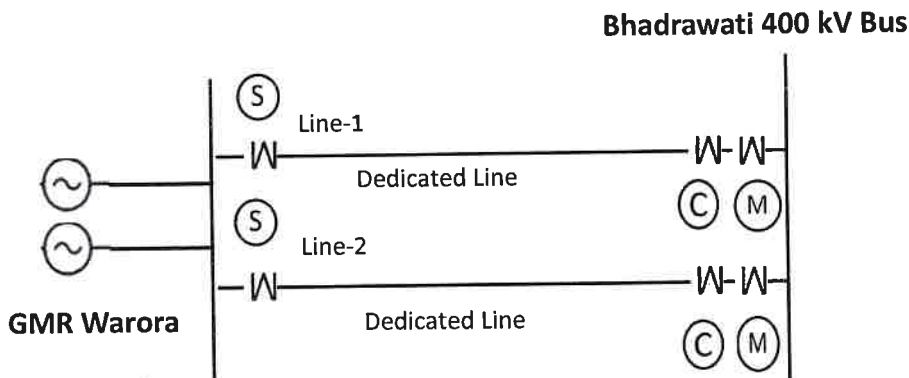 Bhadrawati 400 kV Bus
S
Line-1
Dedicated Line
C M
S
Line-2
GMR Warora
Dedicated Line
C M